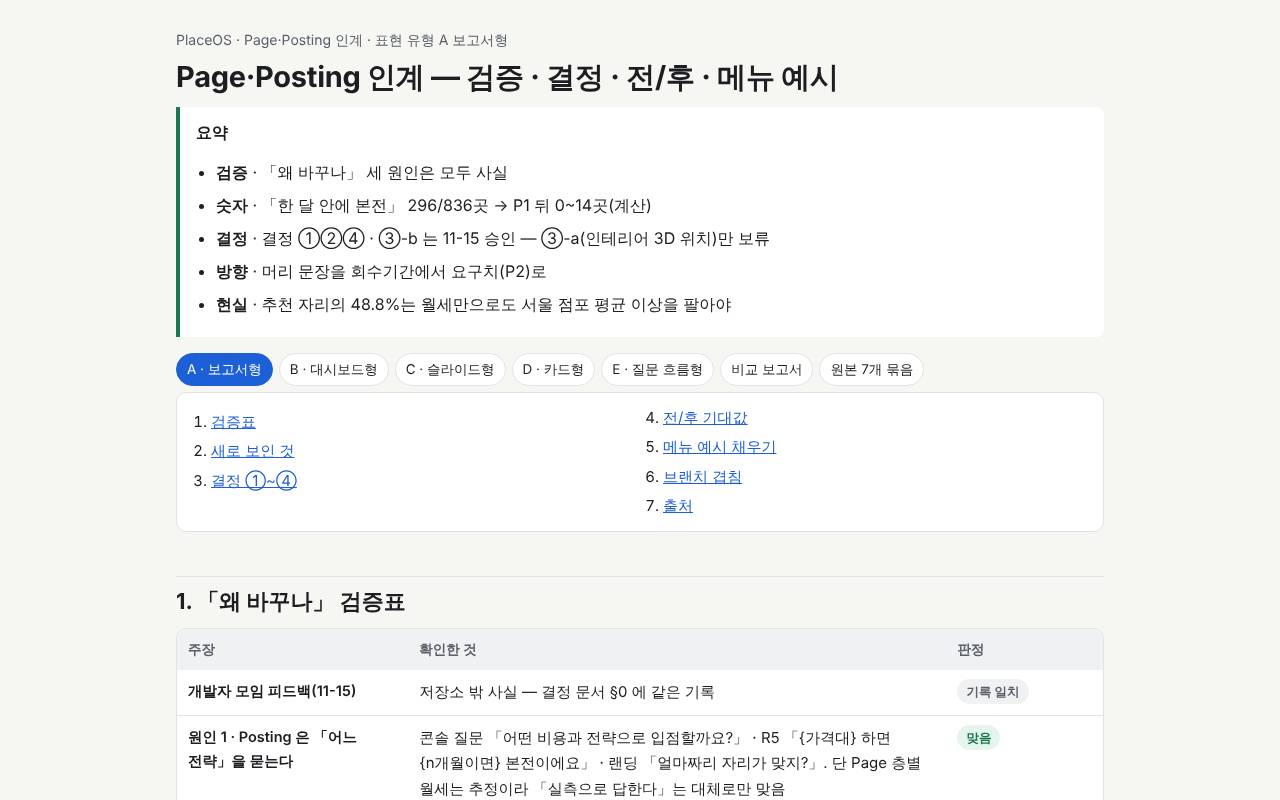 PlaceOS · Page·Posting 인계 · 표현 유형 A 보고서형
Page·Posting 인계 — 검증 · 결정 · 전/후 · 메뉴 예시
요약
• 검증 · 「왜 바꾸나」 세 원인은 모두 사실
• 숫자 · 「한 달 안에 본전」 296/836곳 → P1 뒤 0~14곳(계산)
• 결정 · 결정 ①②④ · ③-b 는 11-15 승인 — ③-a(인테리어 3D 위치)만 보류
• 방향 · 머리 문장을 회수기간에서 요구치(P2)로
• 현실 · 추천 자리의 48.8%는 월세만으로도 서울 점포 평균 이상을 팔아야
A · 보고서형
B · 대시보드형
C · 슬라이드형
D · 카드형
E · 질문 흐름형
비교 보고서
원본 7개 묶음
1. 검증표
2. 새로 보인 것
3. 결정 ①~④
4. 전/후 기대값
5. 메뉴 예시 채우기
6. 브랜치 겹침
7. 출처
1. 「왜 바꾸나」 검증표
주장
확인한 것
판정
개발자 모임 피드백(11-15)
저장소 밖 사실 — 결정 문서 §0 에 같은 기록
기록 일치
원인 1 · Posting 은 「어느
전략」을 묻는다
콘솔 질문 「어떤 비용과 전략으로 입점할까요?」 · R5 「{가격대} 하면
{n개월이면} 본전이에요」 · 랜딩 「얼마짜리 자리가 맞지?」. 단 Page 층별
월세는 추정이라 「실측으로 답한다」는 대체로만 맞음
맞음